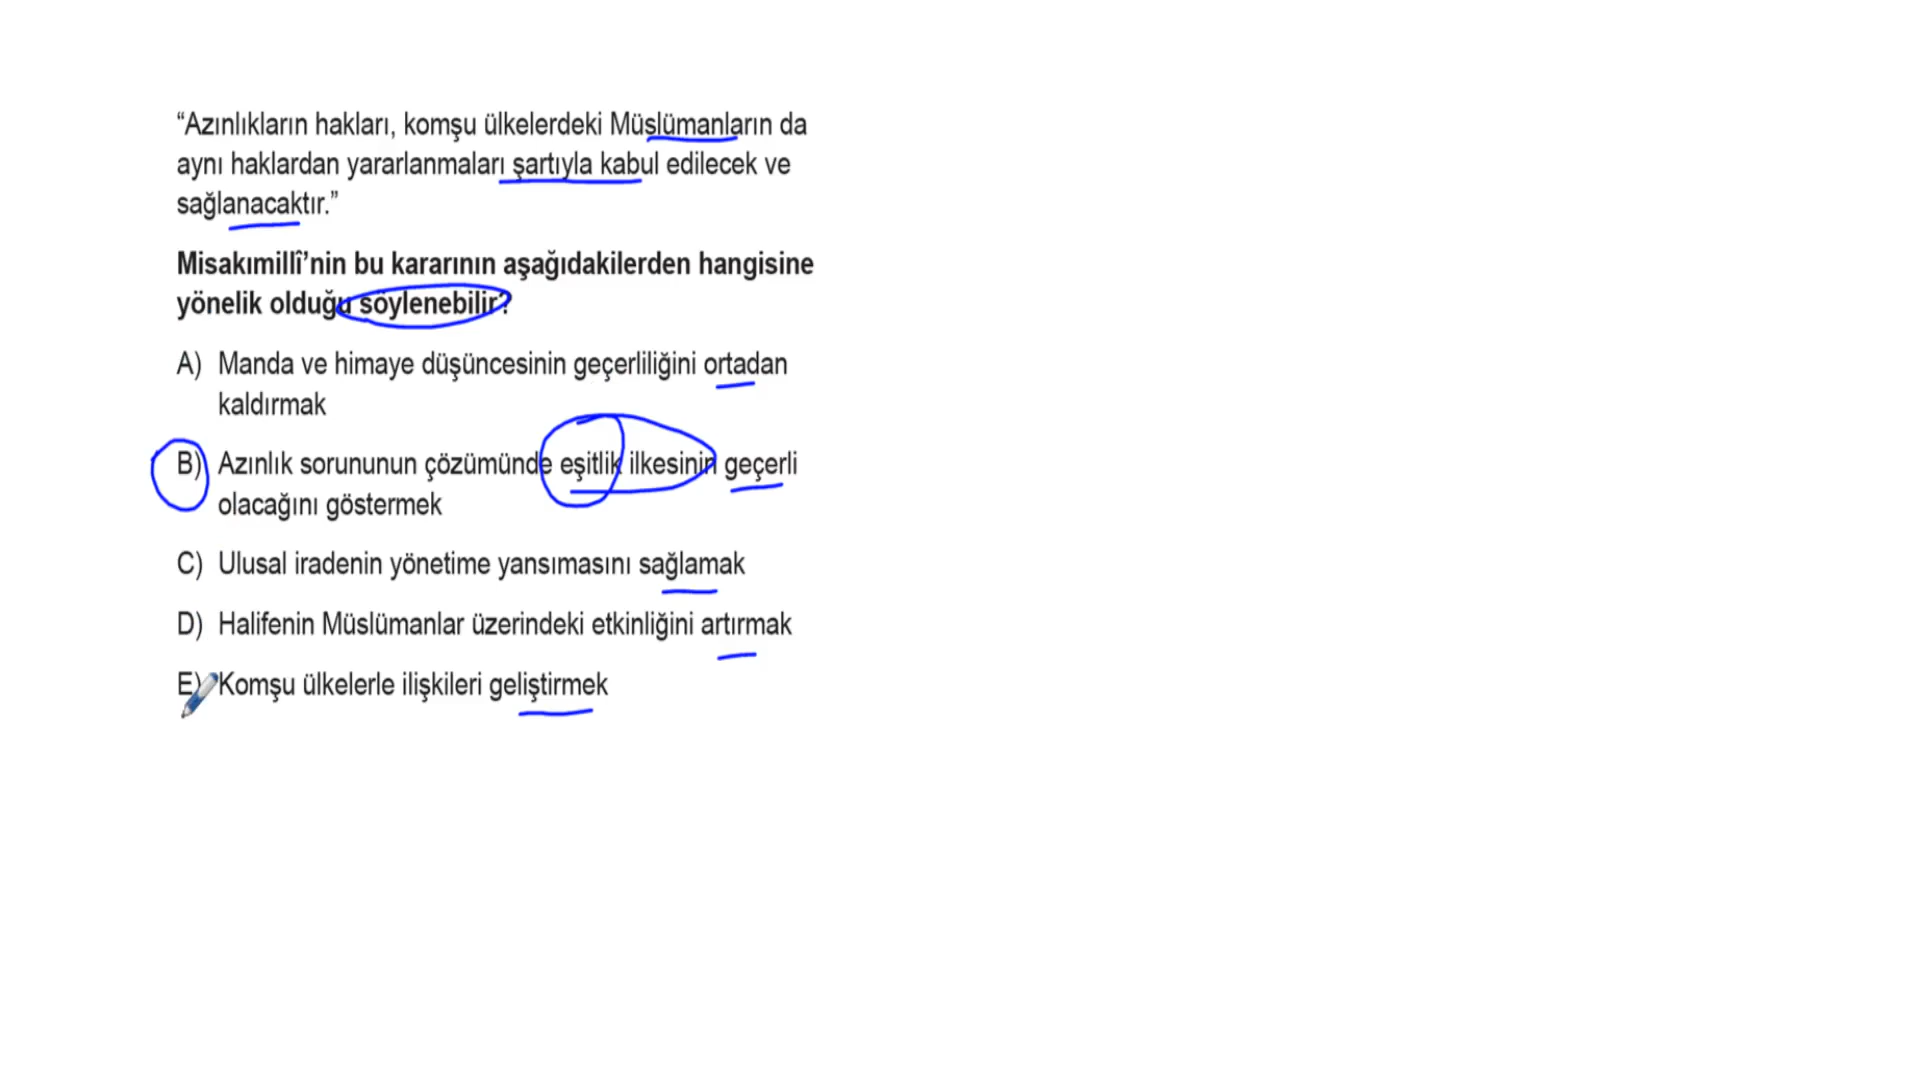 “Azınlıkların hakları, komşu ülkelerdeki Müslümanların da
aynı haklardan yararlanmaları şartıyla kabul edilecek ve
sağlanacaktır.”
Misakımillî’nin bu kararının aşağıdakilerden hangisine
yönelik olduğu söylenebilir?
A) Manda ve himaye düşüncesinin geçerliliğini ortadan
kaldırmak
B) Azınlık sorununun çözümünde eşitlik ilkesinin geçerli
olacağını göstermek
C) Ulusal iradenin yönetime yansımasını sağlamak
D) Halifenin Müslümanlar üzerindeki etkinliğini artırmak
E) Komşu ülkelerle ilişkileri geliştirmek